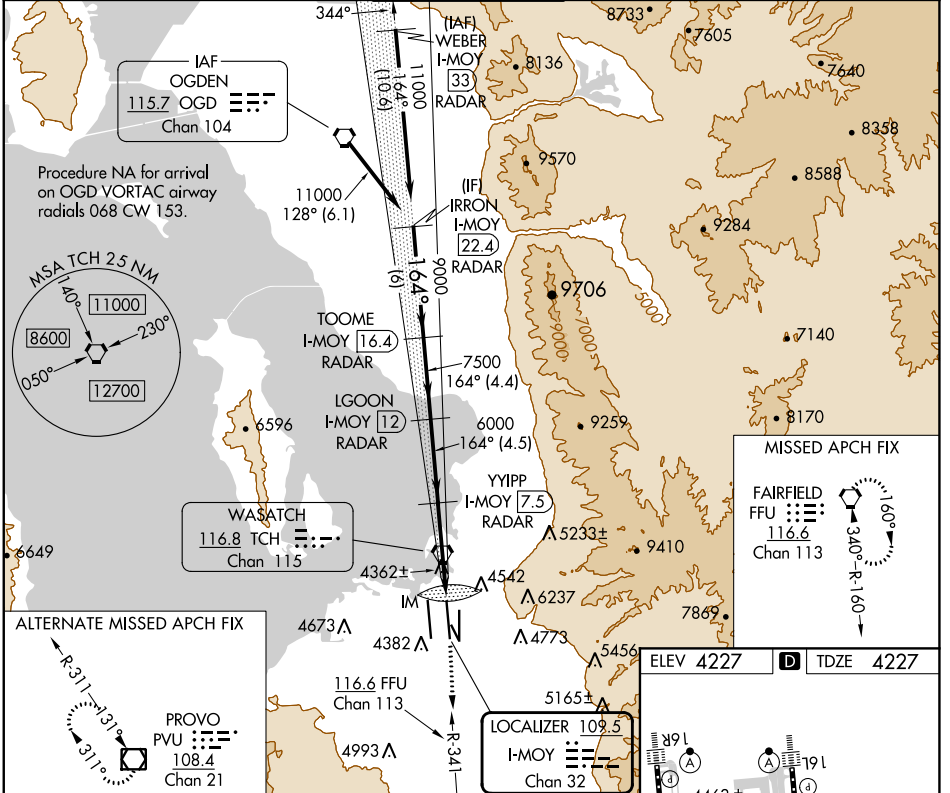 344°
11000
164°
(10.6)
(IAF)
WEBER
I-MOY
33
RADAR
8733
7605
7640
8136
8358
8588
9570
9284
IAF
OGDEN
115.7 OGD
Chan 104
Procedure NA for arrival
on OGD VORTAC airway
radials 068 CW 153.
11000
128° (6.1)
(IF)
IRRON
I-MOY
22.4
RADAR
9000
164°
(6)
MSA TCH 25 NM
140°
11000
230°
8600
050°
12700
9706
9000
7000
5000
7140
8170
TOOME
I-MOY 16.4
RADAR
7500
164° (4.4)
LGOON
I-MOY 12
RADAR
6000
164° (4.5)
9259
6596
YYIPP
I-MOY 7.5
RADAR
MISSED APCH FIX
FAIRFIELD
FFU
116.6
Chan 113
160°
340°
R-160
WASATCH
116.8 TCH
Chan 115
5233±
9410
6649
4362±
4542
IM
6237
7869
4673
4382
4773
5456
5165±
4993
ALTERNATE MISSED APCH FIX
R-311
131°
311°
PROVO
PVU
108.4
Chan 21
116.6 FFU
Chan 113
R-341
LOCALIZER 109.5
I-MOY
Chan 32
ELEV 4227 D TDZE 4227
16R
A
A
16L
P
P